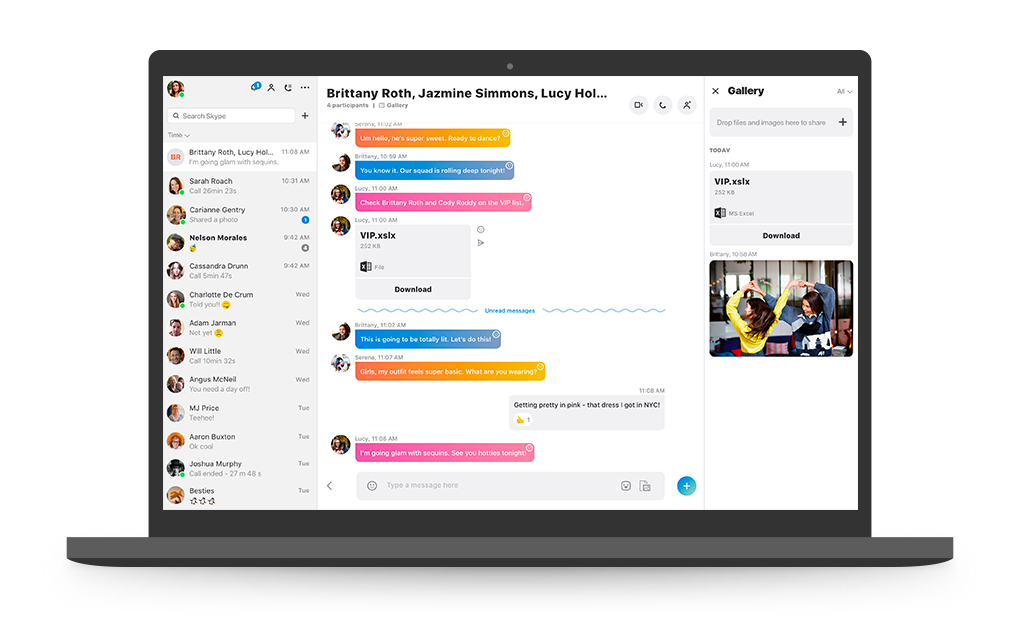 1
Search Skype
Time
BR
Brittany Roth, Lucy Hol...
11:08 AM
I'm going glam with sequins.
Sarah Roach
10:31 AM
Call 26min 23s
Carianne Gentry
10:30 AM
Shared a photo
1
Nelson Morales
9:42 AM
4
Cassandra Drunn
9:42 AM
Call 5min 47s
Charlotte De Crum
Wed
Told you!!
Adam Jarman
Wed
Not yet
Will Little
Wed
Call 10min 32s
Angus McNeil
Wed
You need a day off!!
MJ Price
Tue
Teehee!
Aaron Buxton
Tue
Ok cool
Joshua Murphy
Tue
Call ended - 27 m 48 s
Besties
Tue
Brittany Roth, Jazmine Simmons, Lucy Hol...
4 participants | Gallery
Serena, 11:02 AM
Um hello, he's super sweet. Ready to dance?
Brittany, 10:59 AM
You know it. Our squad is rolling deep tonight!
Lucy, 11:00 AM
Check Brittany Roth and Cody Roddy on the VIP list.
Lucy, 11:00 AM
VIP.xslx
252 KB
File
Download
Unread messages
Brittany, 11:02 AM
This is going to be totally lit. Let's do this!
Serena, 11:07 AM
Girls, my outfit feels super basic. What are you wearing?
11:08 AM
Getting pretty in pink - that dress I got in NYC!
1
Lucy, 11:08 AM
I'm going glam with sequins. See you hotties tonight!
Type a message here
Gallery
All
Drop files and images here to share
TODAY
Lucy, 11:00 AM
VIP.xslx
252 KB
MS Excel
Download
Brittany, 10:58 AM